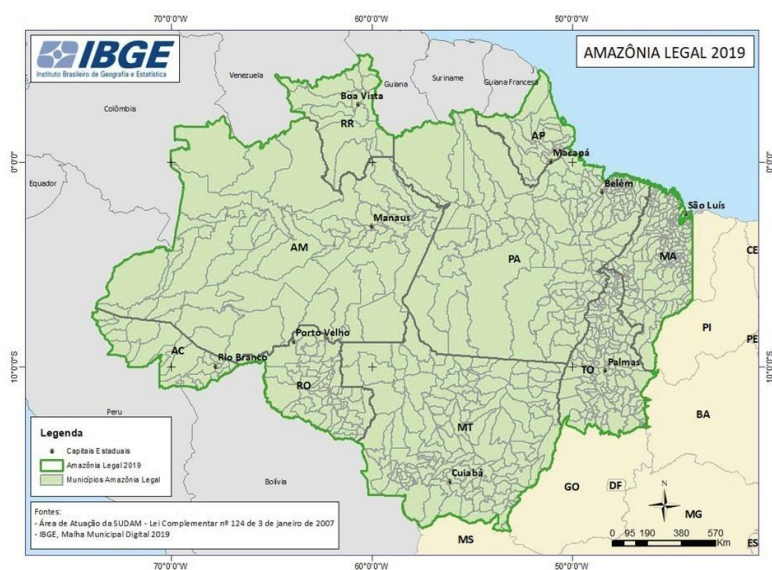 70°0'0"W 60°0'0"W 50°0'0"W
IBGE
Instituto Brasileiro de Geografia e Estatística
AMAZÔNIA LEGAL 2019
Venezuela
Guiana
Suriname
Guiana Francesa
Colômbia
Boa Vista
RR
AP
Macapá
0°0'0"
0°0'0"
Equador
Belém
São Luís
Manaus
AM
PA
MA
CE
PI
PE
Porto Velho
AC
Rio Branco
RO
TO
Palmas
10°0'0"S
10°0'0"S
Peru
BA
MT
Cuiabá
Bolívia
GO
DF
MG
MS
ES
Legenda
Capitais Estaduais
Amazônia Legal 2019
Municípios Amazônia Legal
Fontes:
- Área de Atuação da SUDAM - Lei Complementar nº 124 de 3 de janeiro de 2007
- IBGE, Malha Municipal Digital 2019
N
0 95 190 380 570
Km
70°0'0"W 60°0'0"W 50°0'0"W